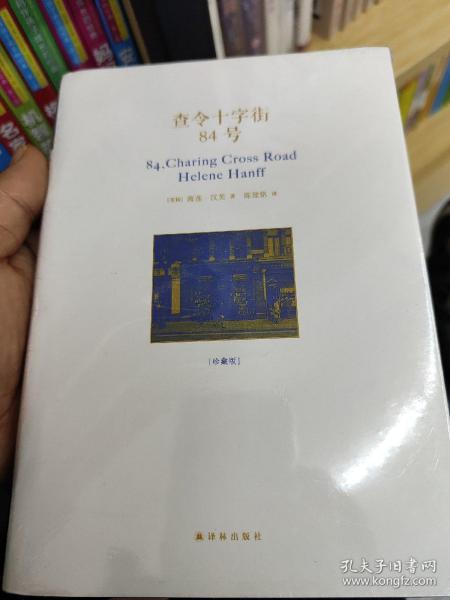 查令十字街
84号
84, Charing Cross Road
Helene Hanff
[美国] 海莲·汉芙 著 陈建铭 译
[珍藏版]
译林出版社
孔夫子旧书网
www.kongfz.com